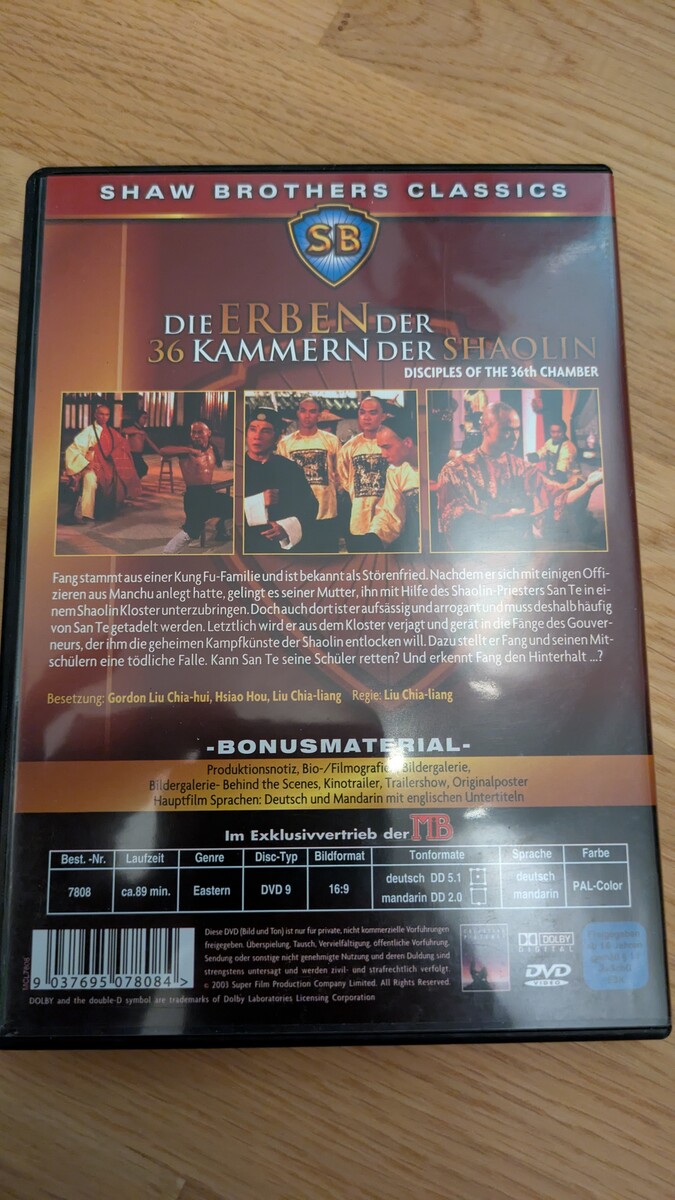 SHAW BROTHERS CLASSICS
SB
DIE ERBEN DER
36 KAMMERN DER SHAOLIN
DISCIPLES OF THE 36th CHAMBER
Fang stammt aus einer Kung Fu-Familie und ist bekannt als Störenfried. Nachdem er sich mit einigen Offi-
zieren aus Manchu anlegt hatte, gelingt es seiner Mutter, ihn mit Hilfe des Shaolin-Priesters San Te in ei-
nem Shaolin Kloster unterzubringen. Doch auch dort ist er aufsässig und arrogant und muss deshalb häufig
von San Te getadelt werden. Letztlich wird er aus dem Kloster verjagt und gerät in die Fänge des Gouver-
neurs, der ihm die geheimen Kampfkünste der Shaolin entlocken will. Dazu stellt er Fang und seinen Mit-
schülern eine tödliche Falle. Kann San Te seine Schüler retten? Und erkennt Fang den Hinterhalt ...?
Besetzung: Gordon Liu Chia-hui, Hsiao Hou, Liu Chia-liang Regie: Liu Chia-liang
-BONUSMATERIAL-
Produktionsnotiz, Bio-/Filmografie, Bildergalerie,
Bildergalerie- Behind the Scenes, Kinotrailer, Trailershow, Originalposter
Hauptfilm Sprachen: Deutsch und Mandarin mit englischen Untertiteln
Im Exklusivvertrieb der MB
Best. -Nr. Laufzeit Genre Disc-Typ Bildformat Tonformate Sprache Farbe
7808 ca.89 min. Eastern DVD 9 16:9 deutsch DD 5.1 deutsch PAL-Color
mandarin DD 2.0 mandarin
9 037695 078084 >
Diese DVD (Bild und Ton) ist nur für private, nicht kommerzielle Vorführungen
freigegeben. Überspielung, Tausch, Vervielfältigung, öffentliche Vorführung,
Sendung oder sonstige nicht genehmigte Nutzung und deren Duldung sind
strengstens untersagt und werden zivil- und strafrechtlich verfolgt.
© 2003 Super Film Production Company Limited. All Rights Reserved.
DOLBY and the double-D symbol are trademarks of Dolby Laboratories Licensing Corporation
DOLBY
DIGITAL
DVD
VIDEO
Freigegeben